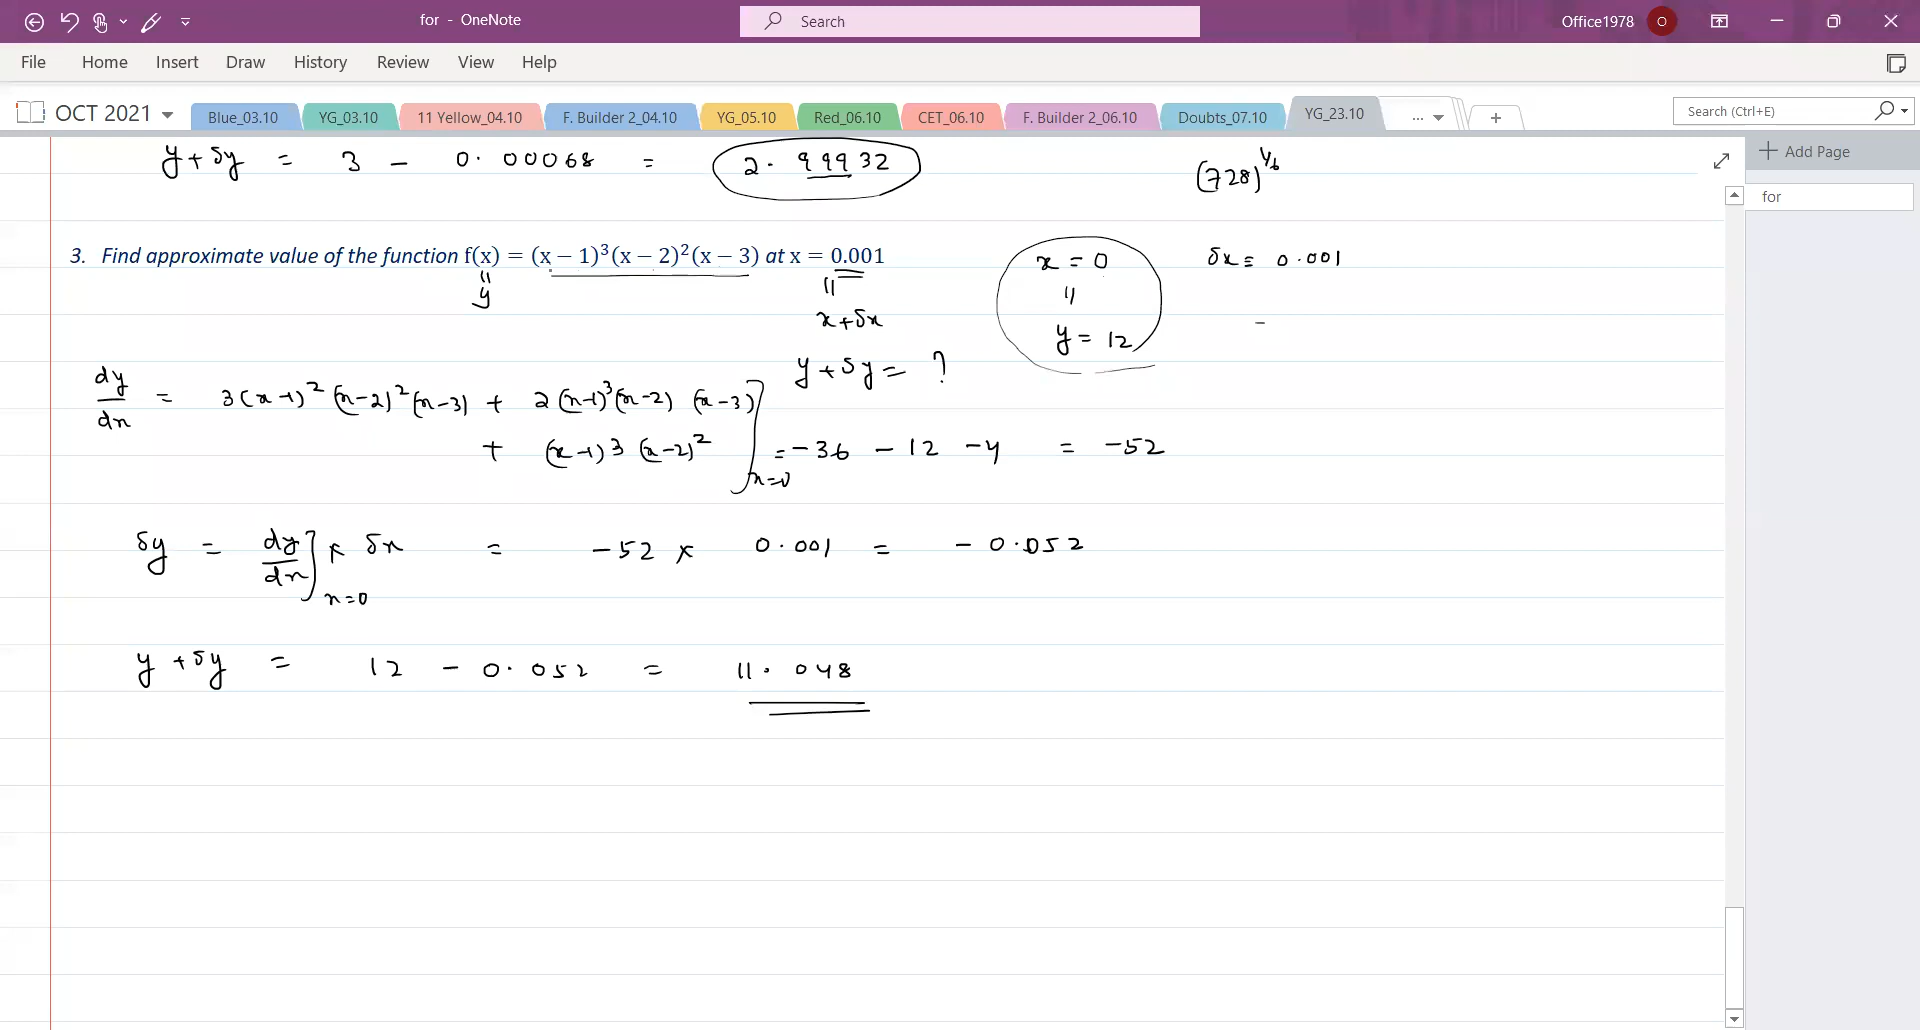 for - OneNote
Search
Office1978
O
File Home Insert Draw History Review View Help
OCT 2021
Blue_03.10 YG_03.10 11 Yellow_04.10 F. Builder 2_04.10 YG_05.10 Red_06.10 CET_06.10 F. Builder 2_06.10 Doubts_07.10 YG_23.10 ... +
Search (Ctrl+E)
+ Add Page
for
y + δy = 3 - 0.00068 = 2.99932
(728)^1/6
3. Find approximate value of the function f(x) = (x − 1)³(x − 2)²(x − 3) at x = 0.001
x = 0
δx = 0.001
"
y
"
x + δx
"
y = 12
=
y + δy = ?
dy/dx = 3(x-1)²(x-2)²(x-3) + 2(x-1)³(x-2)(x-3)
+ (x-1)3(x-2)² ]x=0 = -36 - 12 - 4 = -52
δy = dy/dx]x=0 × δx = -52 × 0.001 = - 0.052
y + δy = 12 - 0.052 = 11.048